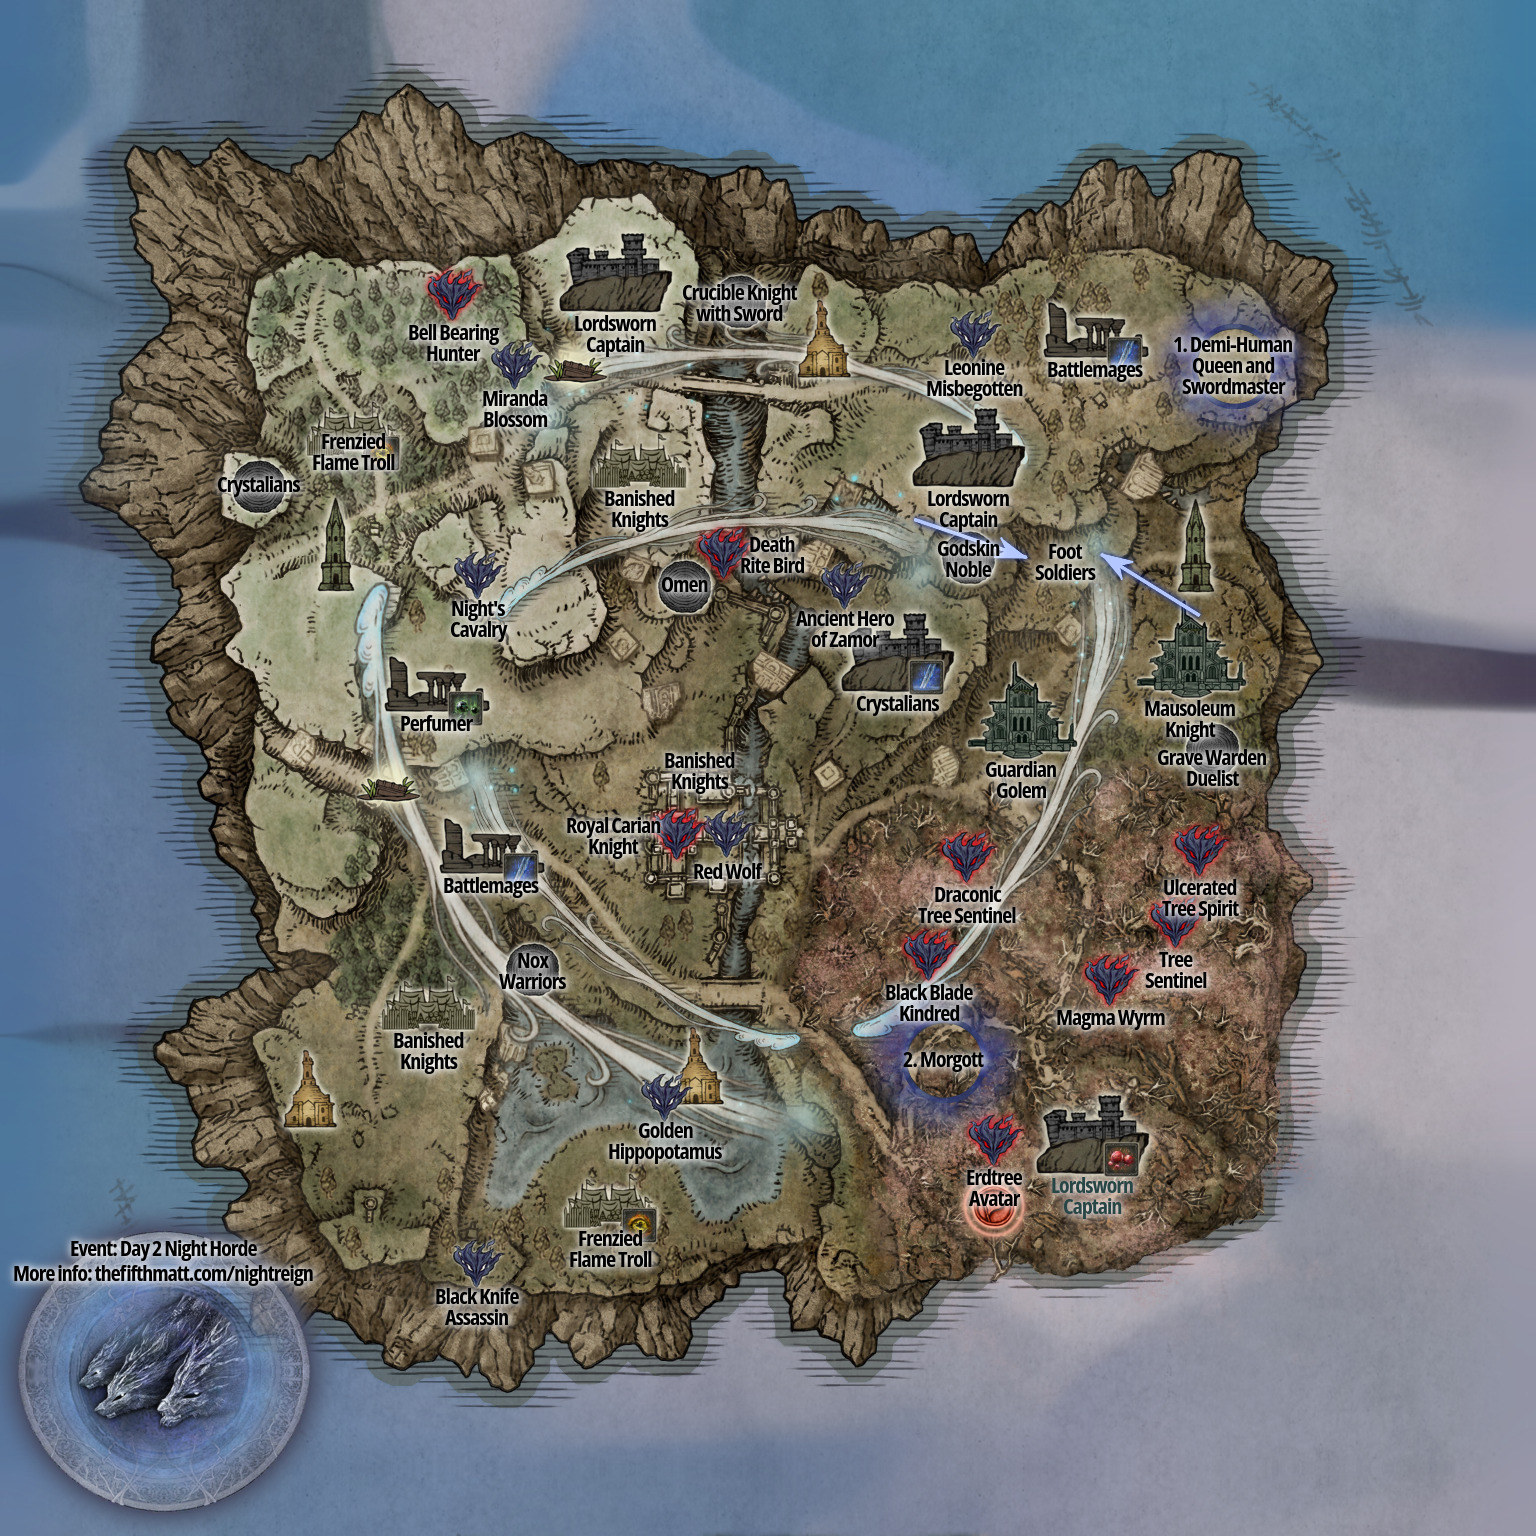 Crucible Knight
with Sword
Bell Bearing
Hunter
Lordsworn
Captain
Miranda
Blossom
Leonine
Misbegotten
Battlemages
1. Demi-Human
Queen and
Swordmaster
Frenzied
Flame Troll
Crystalians
Banished
Knights
Lordsworn
Captain
Death
Rite Bird
Godskin
Noble
Foot
Soldiers
Omen
Night's
Cavalry
Ancient Hero
of Zamor
Crystalians
Perfumer
Mausoleum
Knight
Grave Warden
Duelist
Guardian
Golem
Banished
Knights
Royal Carian
Knight
Red Wolf
Battlemages
Draconic
Tree Sentinel
Ulcerated
Tree Spirit
Tree
Sentinel
Nox
Warriors
Black Blade
Kindred
Magma Wyrm
Banished
Knights
2. Morgott
Golden
Hippopotamus
Erdtree
Avatar
Lordsworn
Captain
Frenzied
Flame Troll
Black Knife
Assassin
Event: Day 2 Night Horde
More info: thefifthmatt.com/nightreign